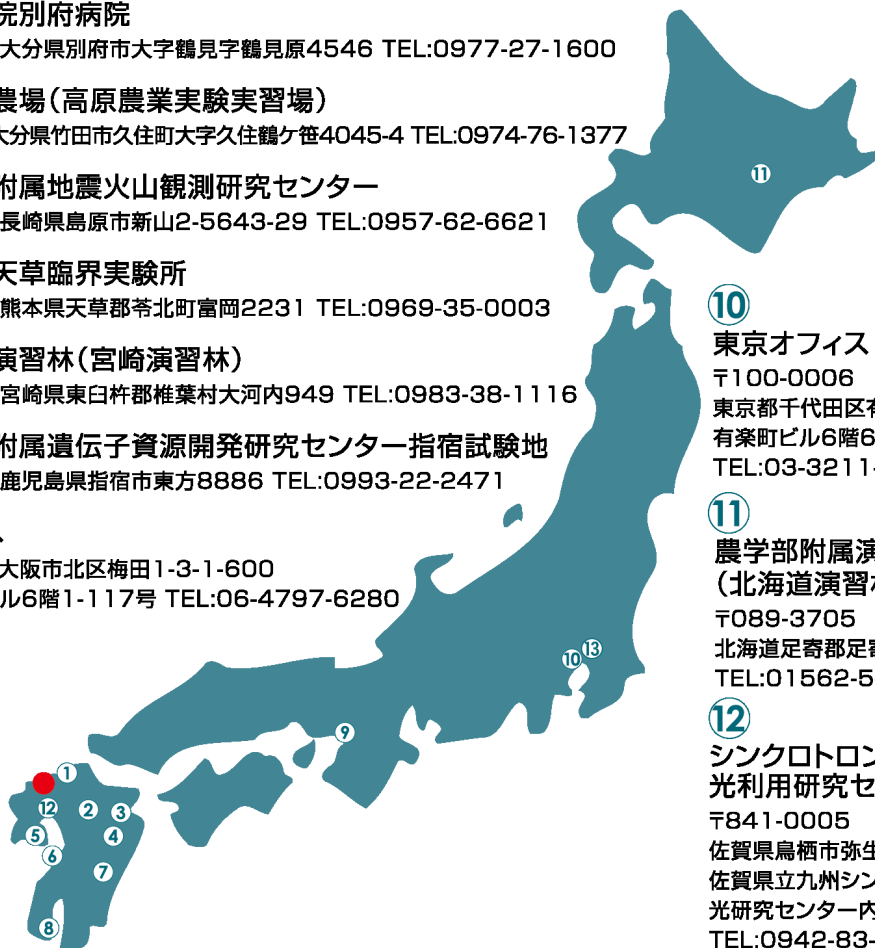 院別府病院
大分県別府市大字鶴見字鶴見原4546 TEL:0977-27-1600
農場(高原農業実験実習場)
大分県竹田市久住町大字久住鶴ケ笹4045-4 TEL:0974-76-1377
附属地震火山観測研究センター
長崎県島原市新山2-5643-29 TEL:0957-62-6621
天草臨界実験所
熊本県天草郡苓北町富岡2231 TEL:0969-35-0003
演習林(宮崎演習林)
宮崎県東臼杵郡椎葉村大河内949 TEL:0983-38-1116
附属遺伝子資源開発研究センター指宿試験地
鹿児島県指宿市東方8886 TEL:0993-22-2471
大阪市北区梅田1-3-1-600
ル6階1-117号 TEL:06-4797-6280
11
13
10
9
1
12
2
3
5
4
6
7
8
10
東京オフィス
〒100-0006
東京都千代田区有
有楽町ビル6階6
TEL:03-3211-
11
農学部附属演
(北海道演習林
〒089-3705
北海道足寄郡足寄
TEL:01562-5
12
シンクロトロン
光利用研究セ
〒841-0005
佐賀県鳥栖市弥生
佐賀県立九州シン
光研究センター内
TEL:0942-83-